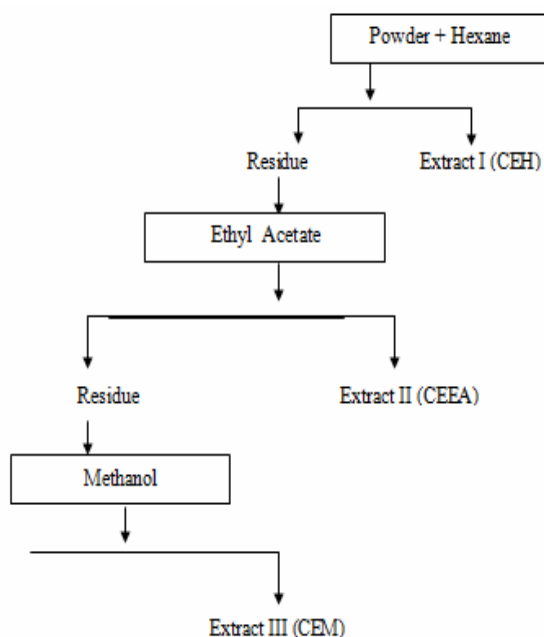 Powder + Hexane
Residue
Extract I (CEH)
Ethyl Acetate
Residue
Extract II (CEEA)
Methanol
Extract III (CEM)